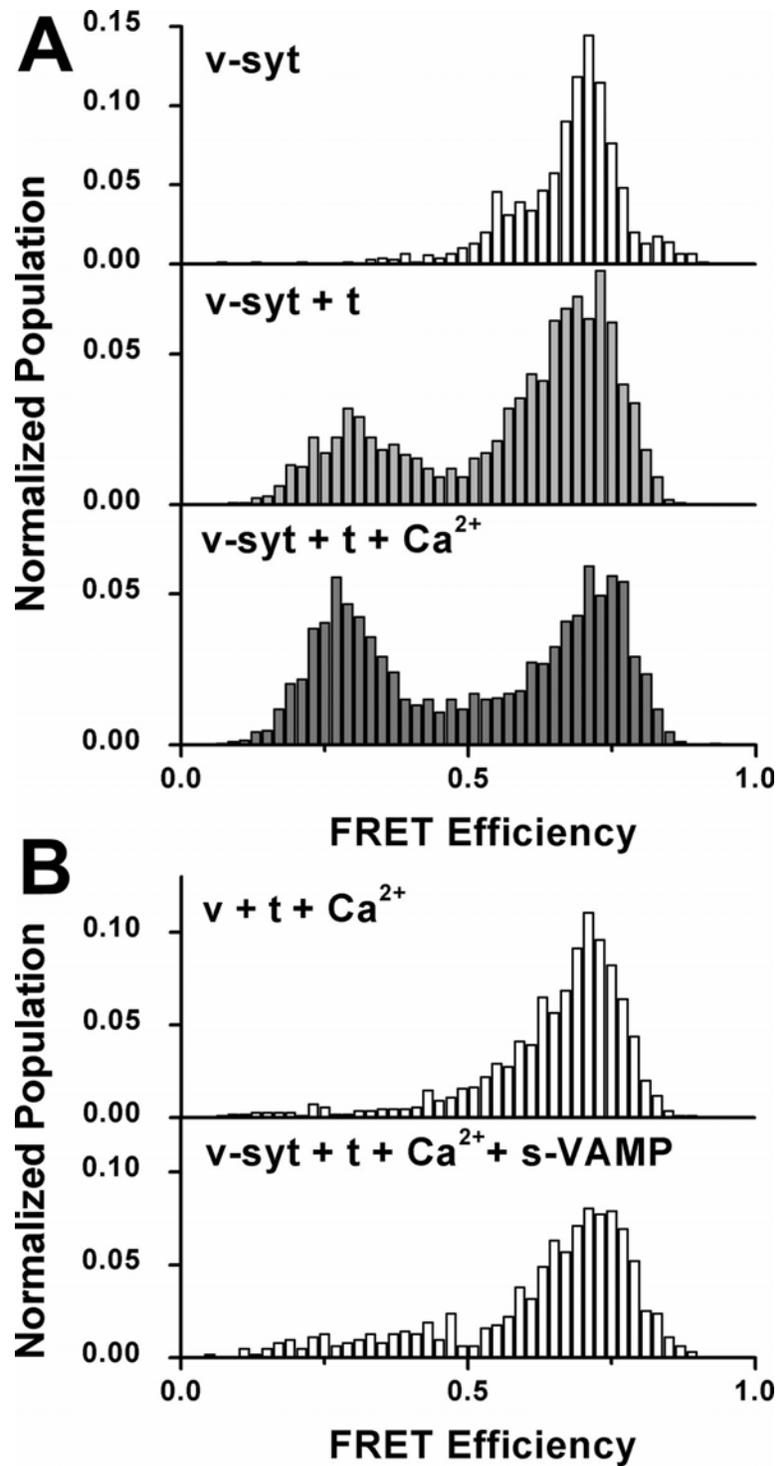 A
v-syt
0.15
0.10
0.05
0.00
v-syt + t
0.05
0.00
v-syt + t + Ca²⁺
0.05
0.00
Normalized Population
0.0 0.5 1.0
FRET Efficiency
B
v + t + Ca²⁺
0.10
0.05
0.00
v-syt + t + Ca²⁺+ s-VAMP
0.10
0.05
0.00
Normalized Population
0.0 0.5 1.0
FRET Efficiency